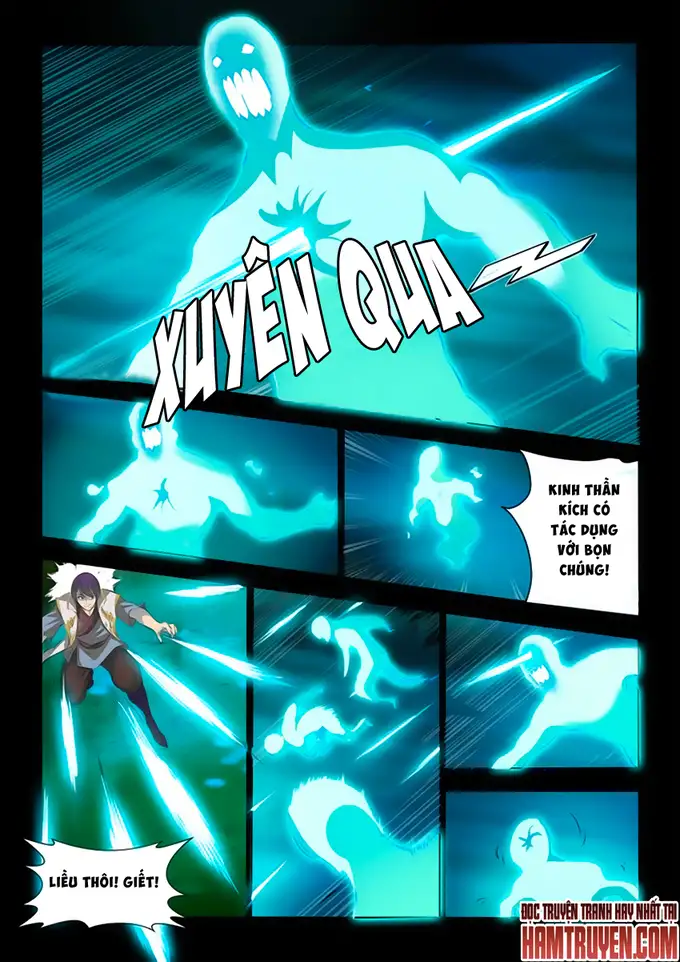 XUYÊN QUA
KINH THẦN
KÍCH CÓ
TÁC DỤNG
VỚI BỌN
CHÚNG!
LIỀU THÔI! GIẾT!
ĐỌC TRUYỆN TRANH HAY NHẤT TẠI
HAMTRUYEN.COM